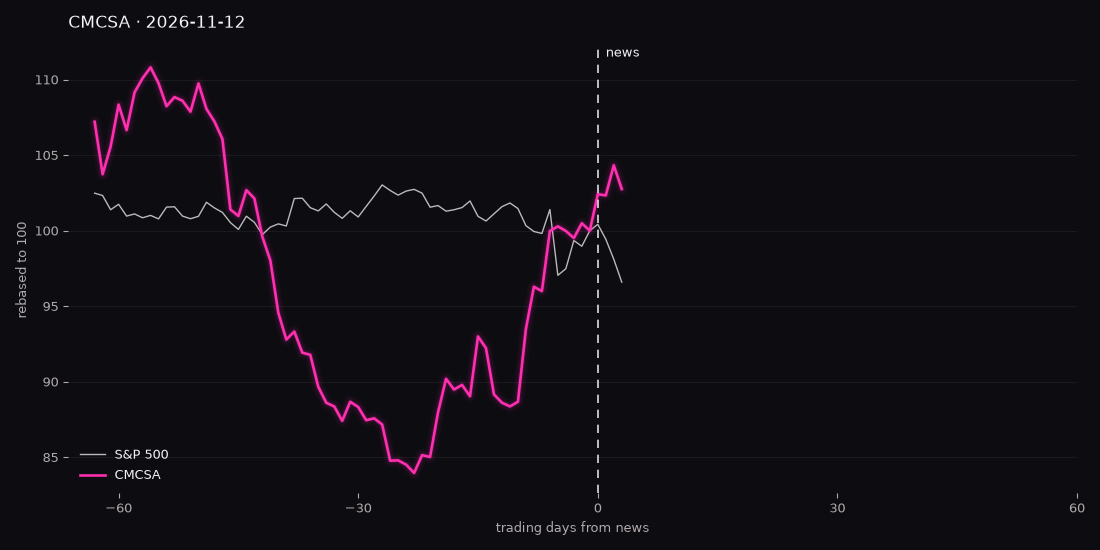 CMCSA · 2026-11-12
news
110
105
100
95
90
85
rebased to 100
S&P 500
CMCSA
−60
−30
0
30
60
trading days from news